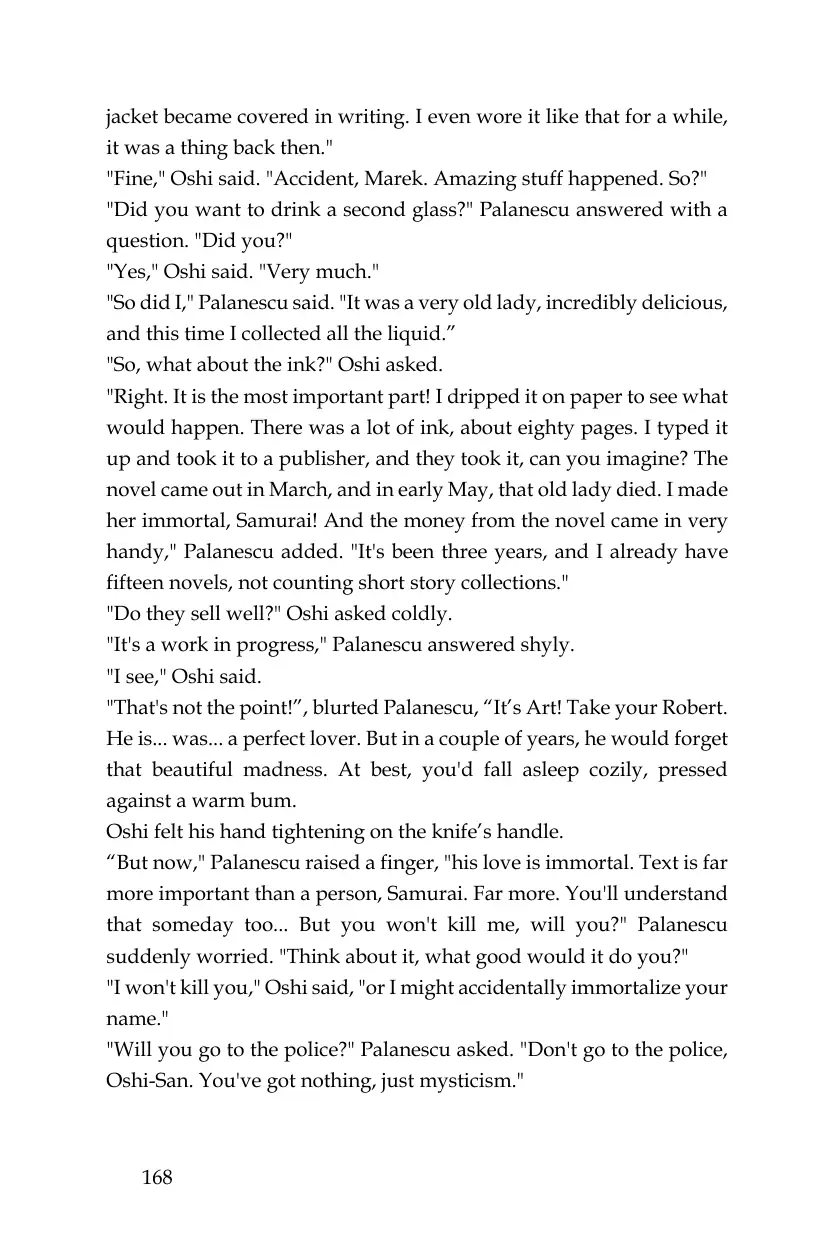 jacket became covered in writing. I even wore it like that for a while,
it was a thing back then."
"Fine," Oshi said. "Accident, Marek. Amazing stuff happened. So?"
"Did you want to drink a second glass?" Palanescu answered with a
question. "Did you?"
"Yes," Oshi said. "Very much."
"So did I," Palanescu said. "It was a very old lady, incredibly delicious,
and this time I collected all the liquid.”
"So, what about the ink?" Oshi asked.
"Right. It is the most important part! I dripped it on paper to see what
would happen. There was a lot of ink, about eighty pages. I typed it
up and took it to a publisher, and they took it, can you imagine? The
novel came out in March, and in early May, that old lady died. I made
her immortal, Samurai! And the money from the novel came in very
handy," Palanescu added. "It's been three years, and I already have
fifteen novels, not counting short story collections."
"Do they sell well?" Oshi asked coldly.
"It's a work in progress," Palanescu answered shyly.
"I see," Oshi said.
"That's not the point!”, blurted Palanescu, “It’s Art! Take your Robert.
He is... was... a perfect lover. But in a couple of years, he would forget
that beautiful madness. At best, you'd fall asleep cozily, pressed
against a warm bum.
Oshi felt his hand tightening on the knife’s handle.
“But now," Palanescu raised a finger, "his love is immortal. Text is far
more important than a person, Samurai. Far more. You'll understand
that someday too... But you won't kill me, will you?" Palanescu
suddenly worried. "Think about it, what good would it do you?"
"I won't kill you," Oshi said, "or I might accidentally immortalize your
name."
"Will you go to the police?" Palanescu asked. "Don't go to the police,
Oshi-San. You've got nothing, just mysticism."
168